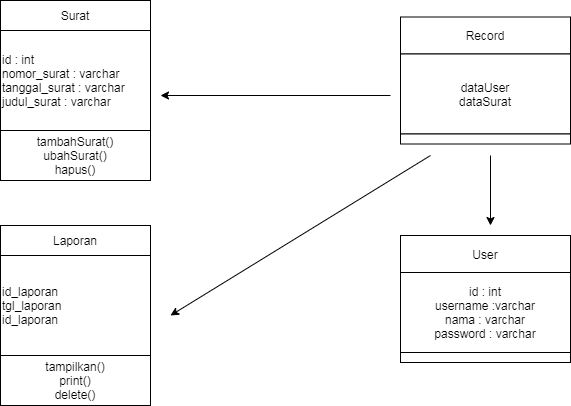 Surat
id : int
nomor_surat : varchar
tanggal_surat : varchar
judul_surat : varchar
tambahSurat()
ubahSurat()
hapus()
Record
dataUser
dataSurat
Laporan
id_laporan
tgl_laporan
id_laporan
tampilkan()
print()
delete()
User
id : int
username :varchar
nama : varchar
password : varchar